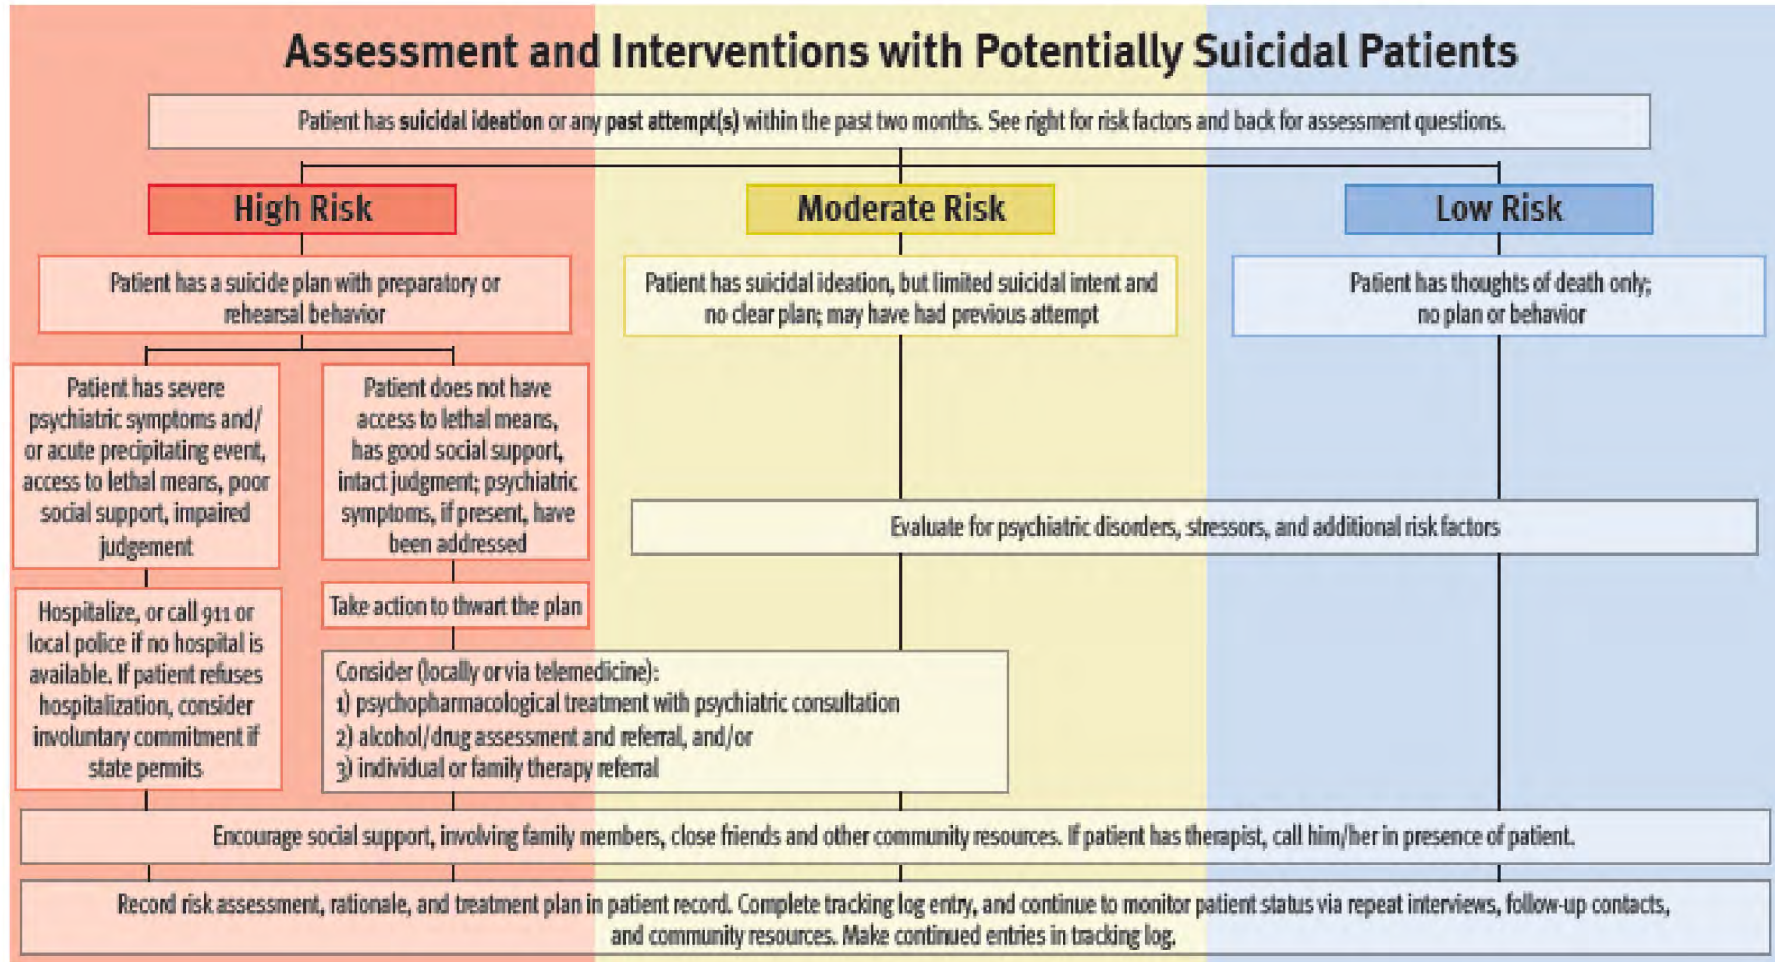 Assessment and Interventions with Potentially Suicidal Patients
Patient has suicidal ideation or any past attempt(s) within the past two months. See right for risk factors and back for assessment questions.
High Risk
Patient has a suicide plan with preparatory or
rehearsal behavior
Patient has severe
psychiatric symptoms and/
or acute precipitating event,
access to lethal means, poor
social support, impaired
judgement
Hospitalize, or call 911 or
local police if no hospital is
available. If patient refuses
hospitalization, consider
involuntary commitment if
state permits
Patient does not have
access to lethal means,
has good social support,
intact judgment; psychiatric
symptoms, if present, have
been addressed
Take action to thwart the plan
Moderate Risk
Patient has suicidal ideation, but limited suicidal intent and
no clear plan; may have had previous attempt
Low Risk
Patient has thoughts of death only;
no plan or behavior
Evaluate for psychiatric disorders, stressors, and additional risk factors
Consider (locally or via telemedicine):
1) psychopharmacological treatment with psychiatric consultation
2) alcohol/drug assessment and referral, and/or
3) individual or family therapy referral
Encourage social support, involving family members, close friends and other community resources. If patient has therapist, call him/her in presence of patient.
Record risk assessment, rationale, and treatment plan in patient record. Complete tracking log entry, and continue to monitor patient status via repeat interviews, follow-up contacts,
and community resources. Make continued entries in tracking log.